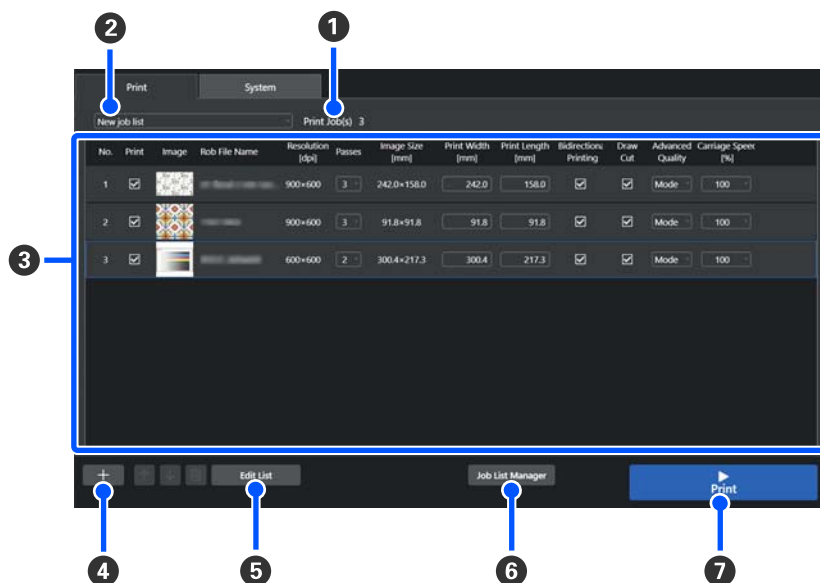 2 1
Print System
New job list Print Job(s) 3
No. Print Image Rob File Name Resolution [dpi] Passes Image Size [mm] Print Width [mm] Print Length [mm] Bidirectiona Printing Draw Cut Advanced Quality Carriage Speed [%]
1 900×600 3 242.0×158.0 242.0 158.0 Mode 100
2 900×600 3 91.8×91.8 91.8 91.8 Mode 100
3
3 600×600 2 300.4×217.3 300.4 217.3 Mode 100
Edit List Job List Manager Print
4 5 6 7